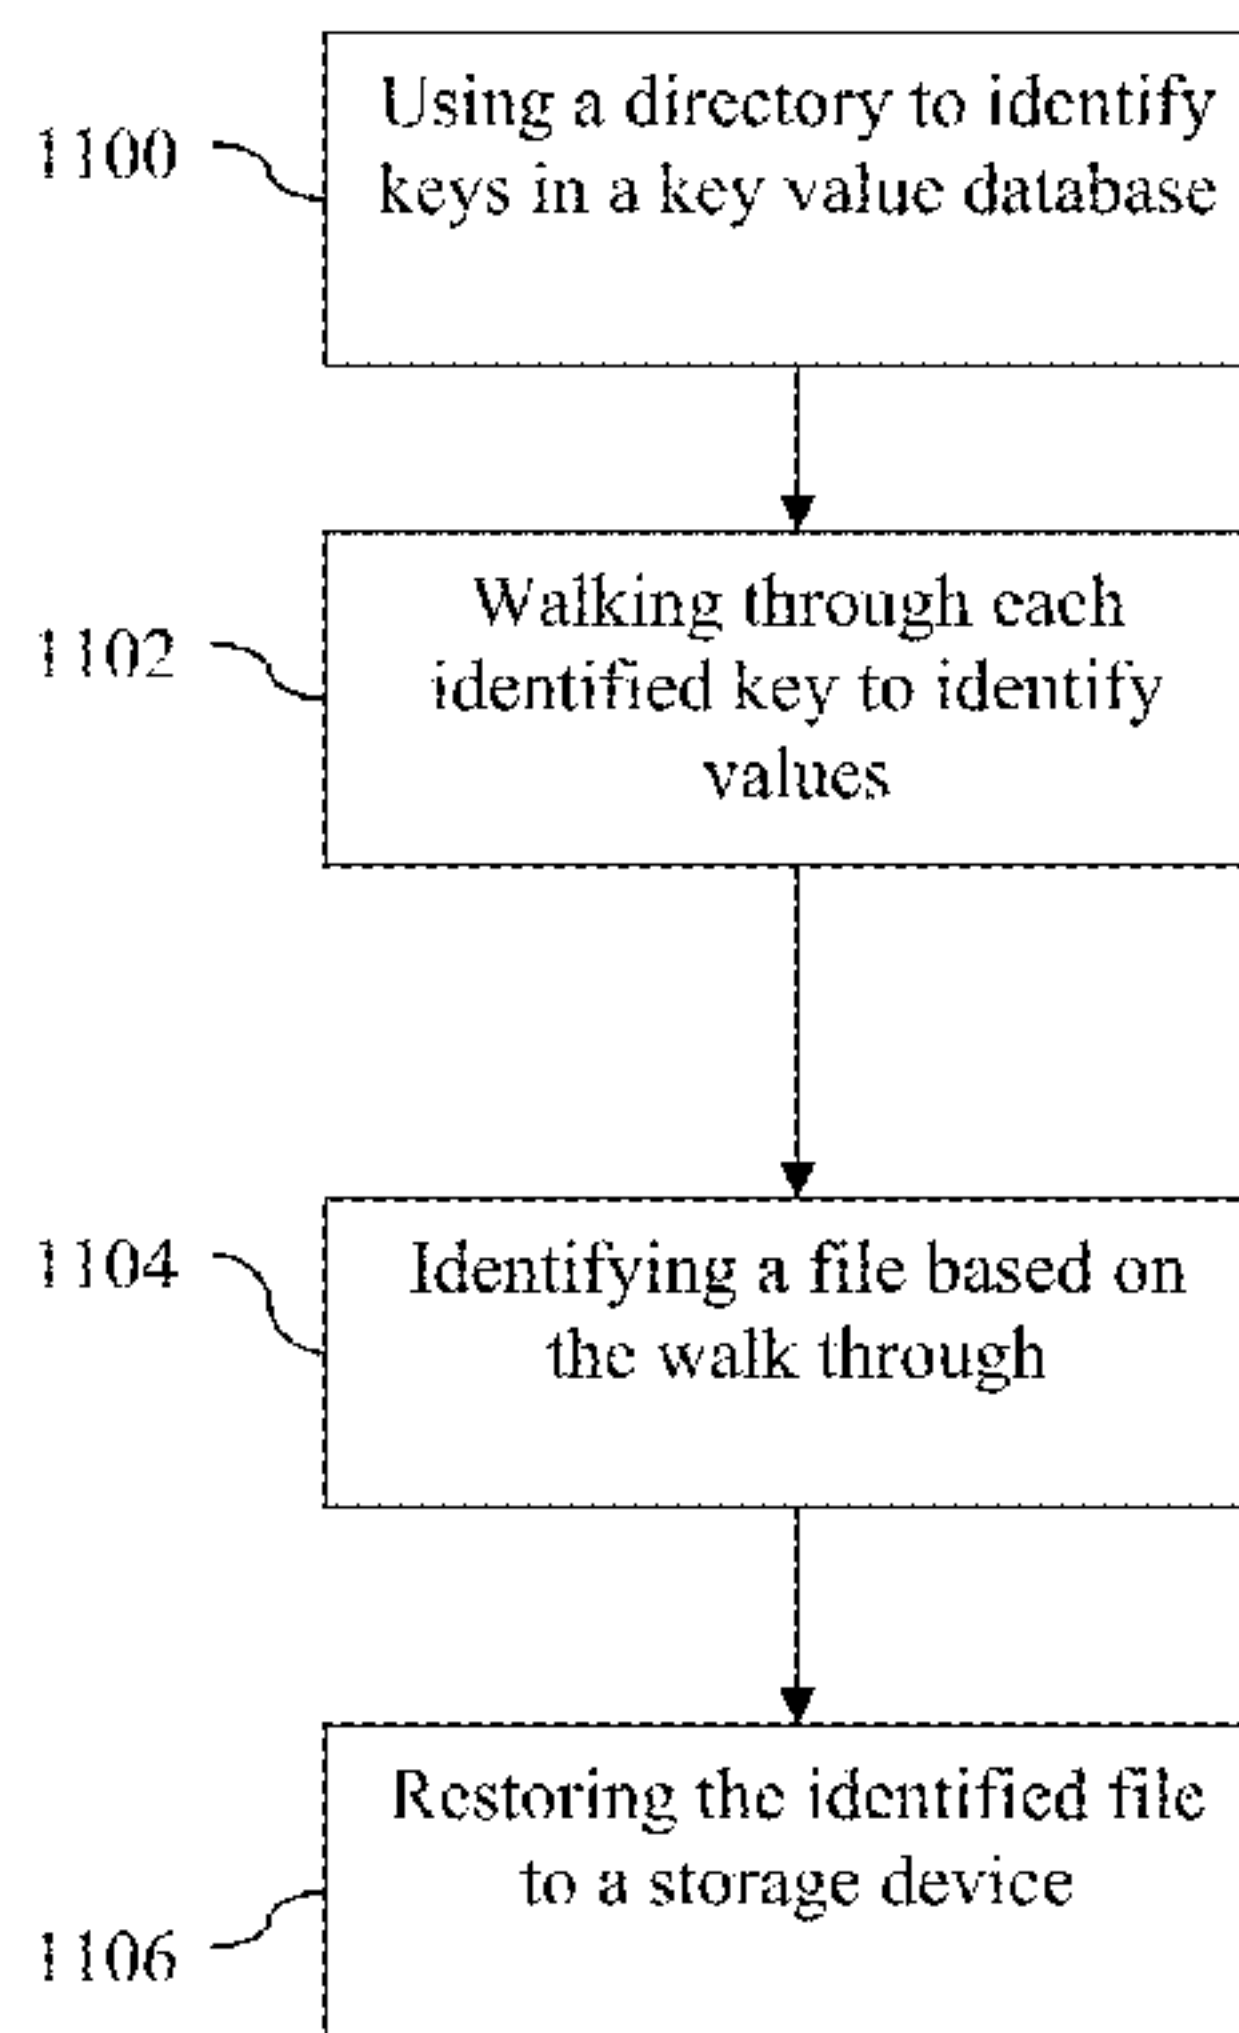 1100
Using a directory to identify
keys in a key value database
1102
Walking through each
identified key to identify
values
1104
Identifying a file based on
the walk through
Restoring the identified file
to a storage device
1106